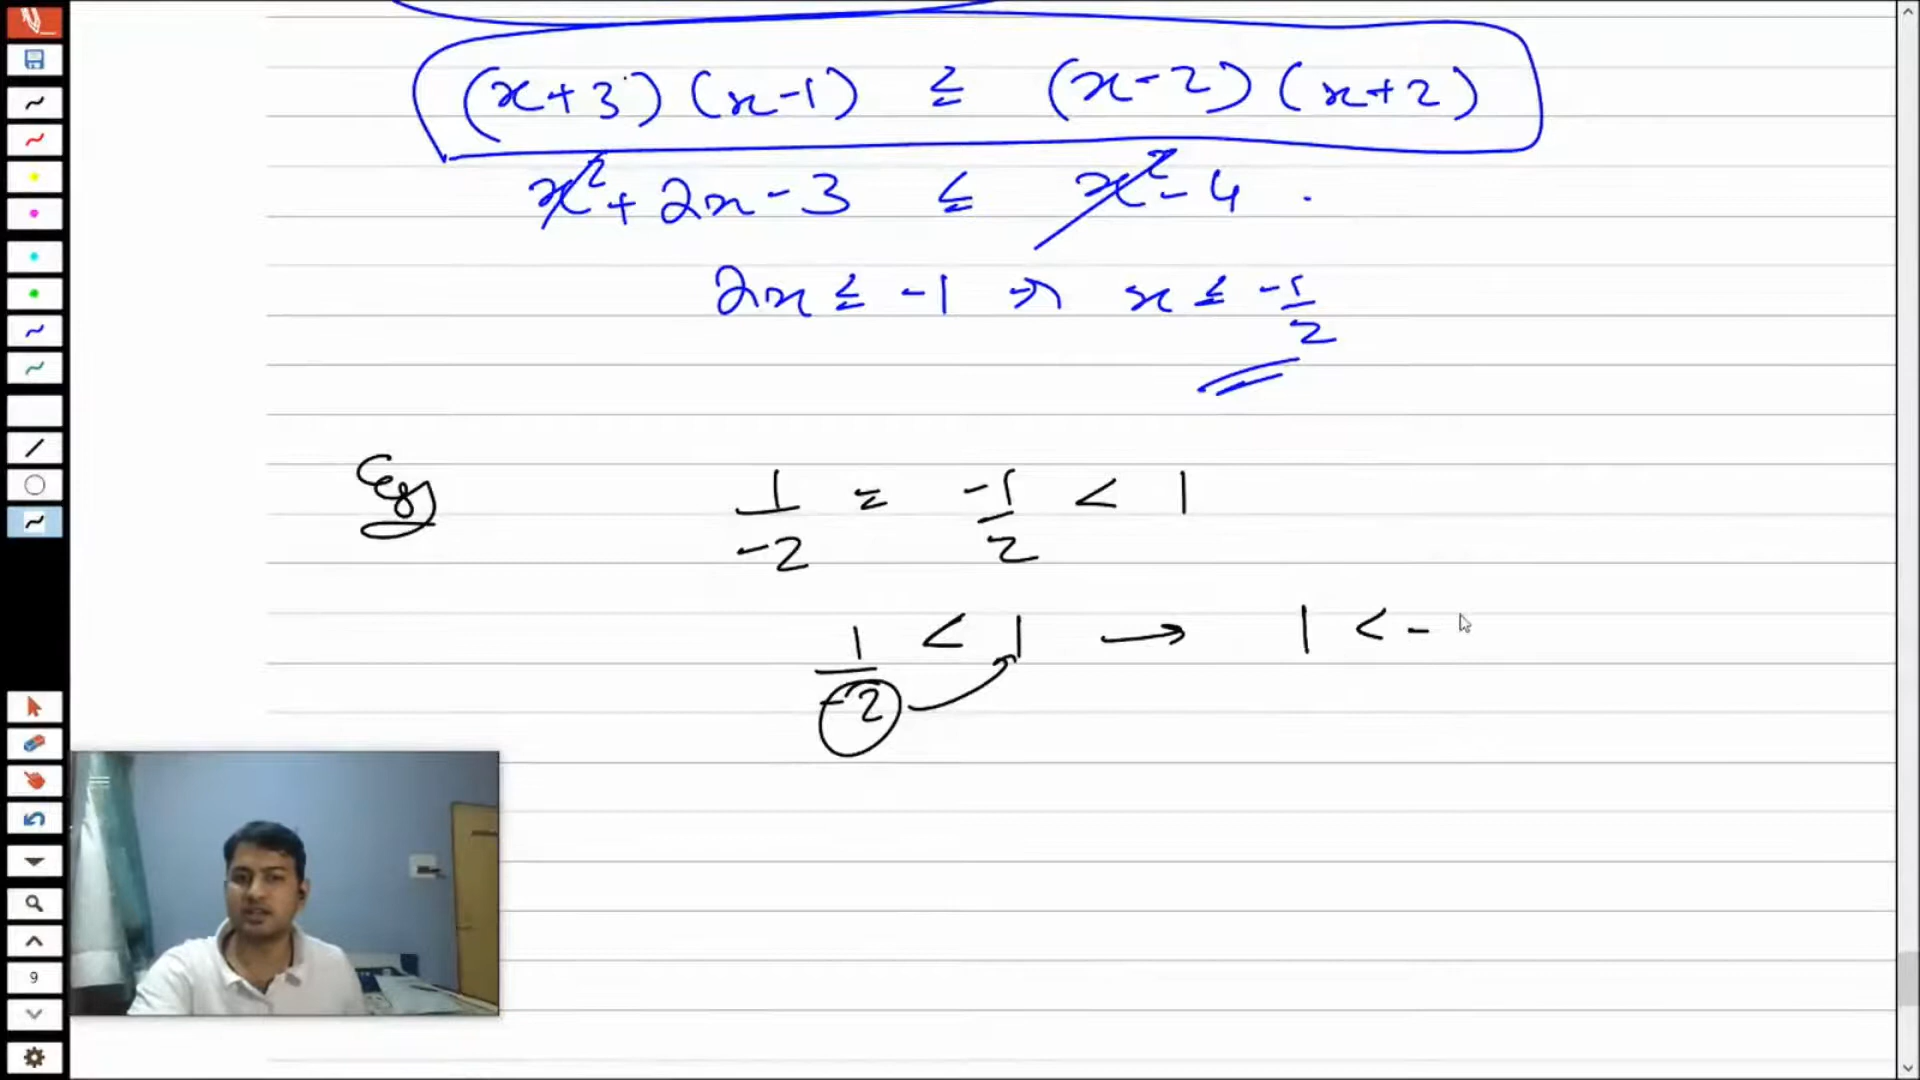 (x+3)(x-1) ≤ (x-2)(x+2)
x²+2x-3 ≤ x²-4.
2x ≤ -1 → x ≤ -1/2
Eg 1/-2 = -1/2 < 1
1/-2 < 1 → 1 < -
9